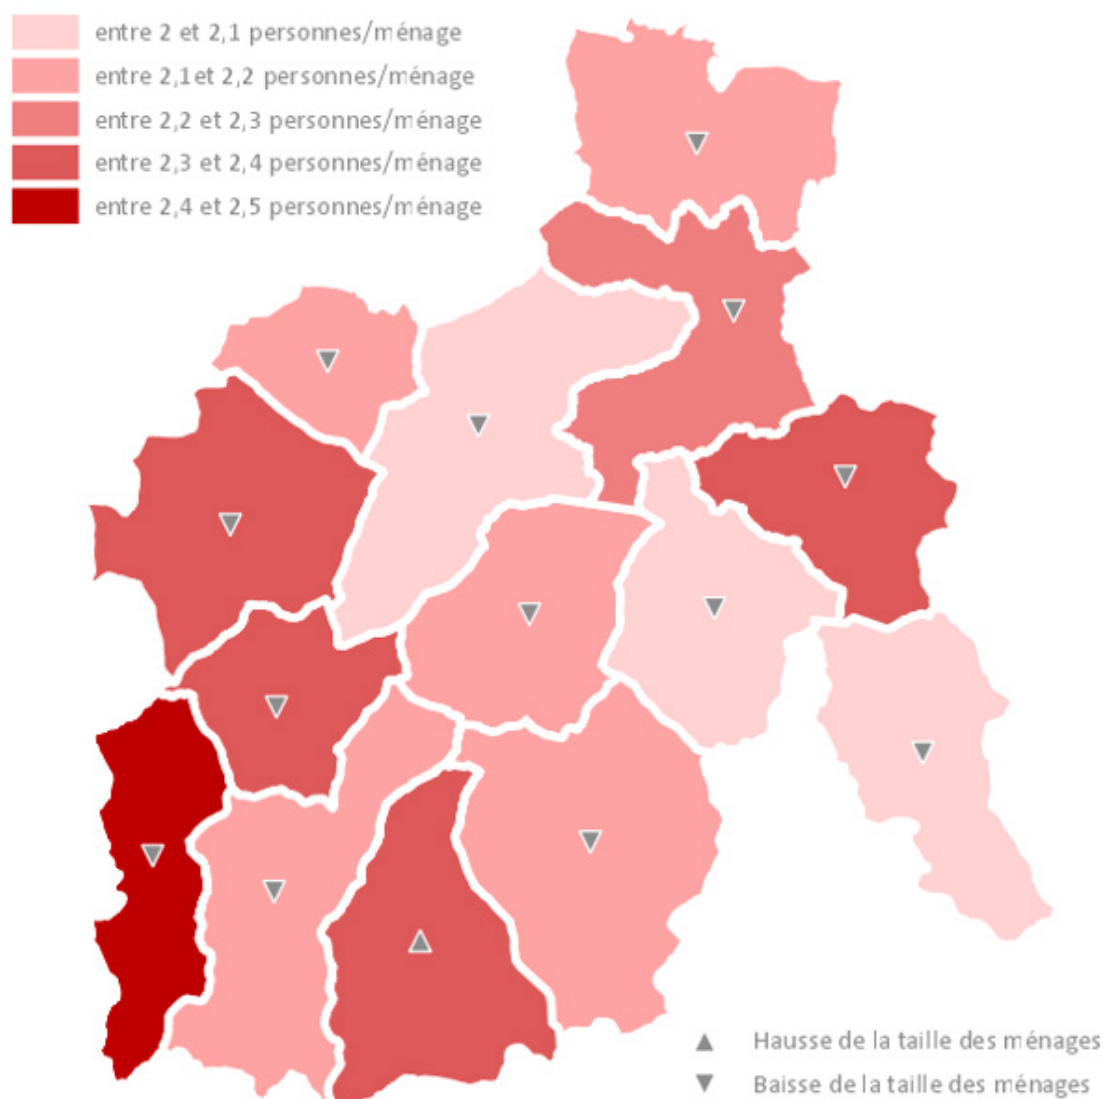 entre 2 et 2,1 personnes/ménage
entre 2,1et 2,2 personnes/ménage
entre 2,2 et 2,3 personnes/ménage
entre 2,3 et 2,4 personnes/ménage
entre 2,4 et 2,5 personnes/ménage
Hausse de la taille des ménages
Baisse de la taille des ménages